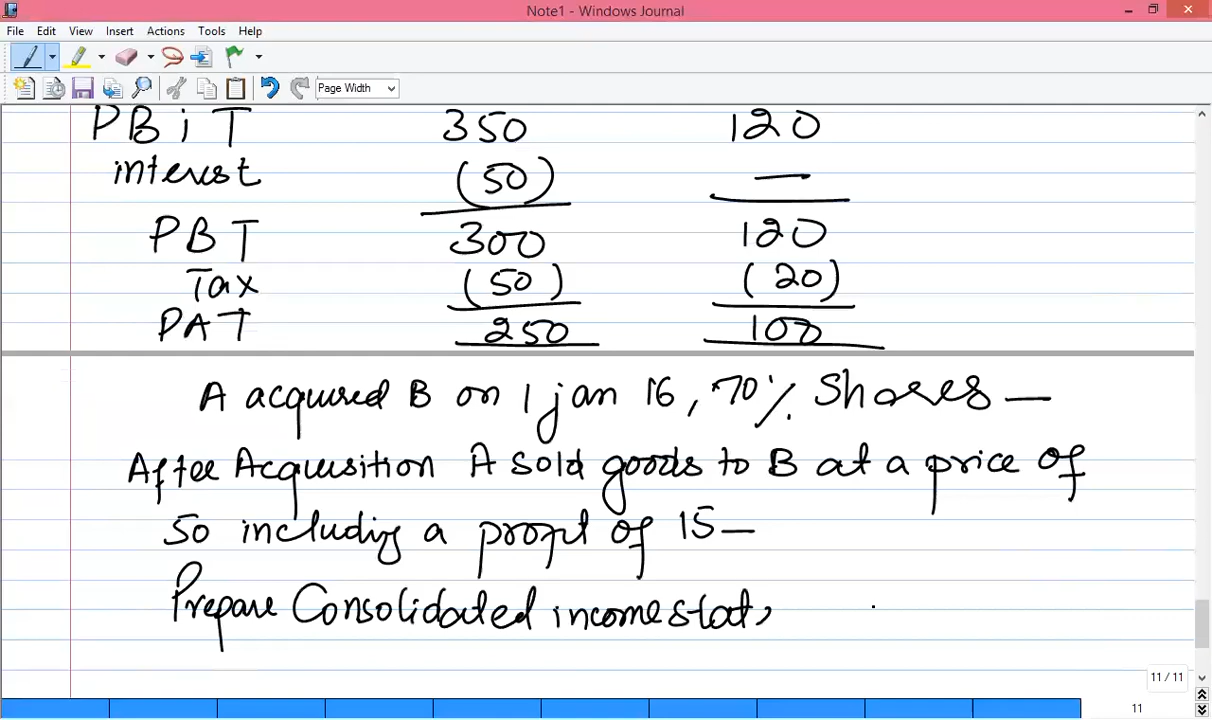 Note1 - Windows Journal
File Edit View Insert Actions Tools Help
Page Width
PBiT 350 120
interest (50) —
PBT 300 120
Tax (50) (20)
PAT 250 100
A acquired B on 1 jan 16, 70% Shares —
After Acquisition A sold goods to B at a price of
50 including a profit of 15 —
Prepare Consolidated income stat,
11 / 11
11